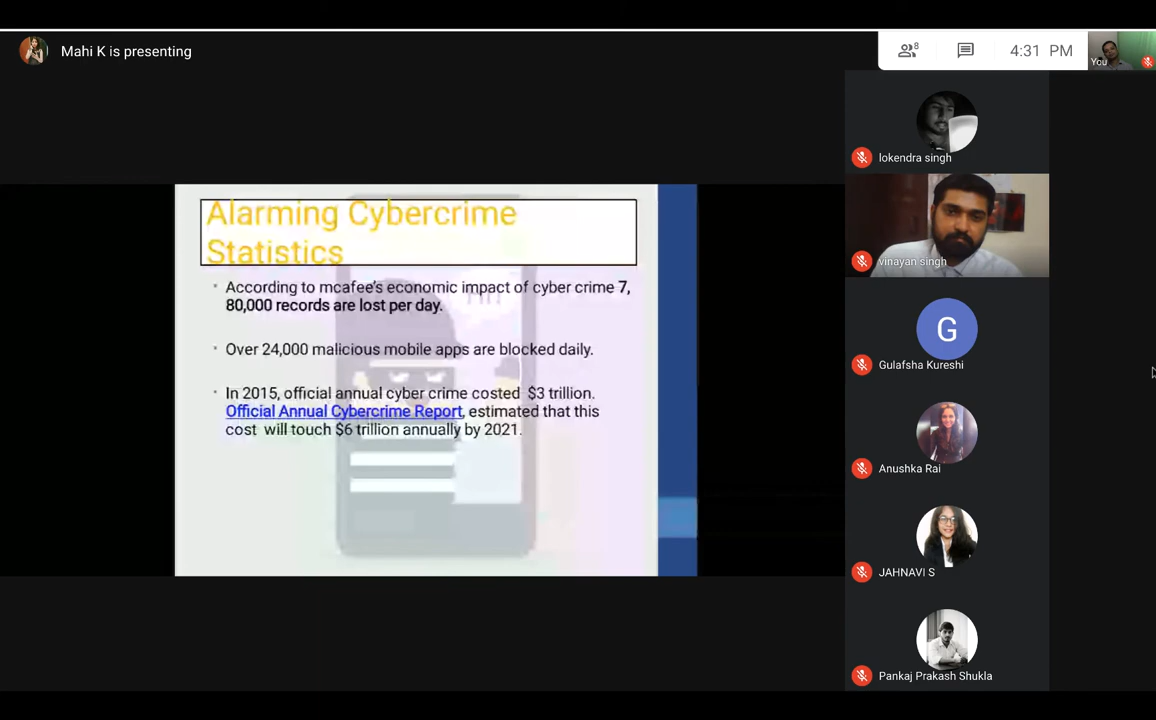 Mahi K is presenting
8
4:31 PM
You
lokendra singh
vinayan singh
Gulafsha Kureshi
G
Anushka Rai
JAHNAVI S
Pankaj Prakash Shukla
Alarming Cybercrime
Statistics
• According to mcafee's economic impact of cyber crime 7,
80,000 records are lost per day.
• Over 24,000 malicious mobile apps are blocked daily.
• In 2015, official annual cyber crime costed $3 trillion.
Official Annual Cybercrime Report, estimated that this
cost will touch $6 trillion annually by 2021.